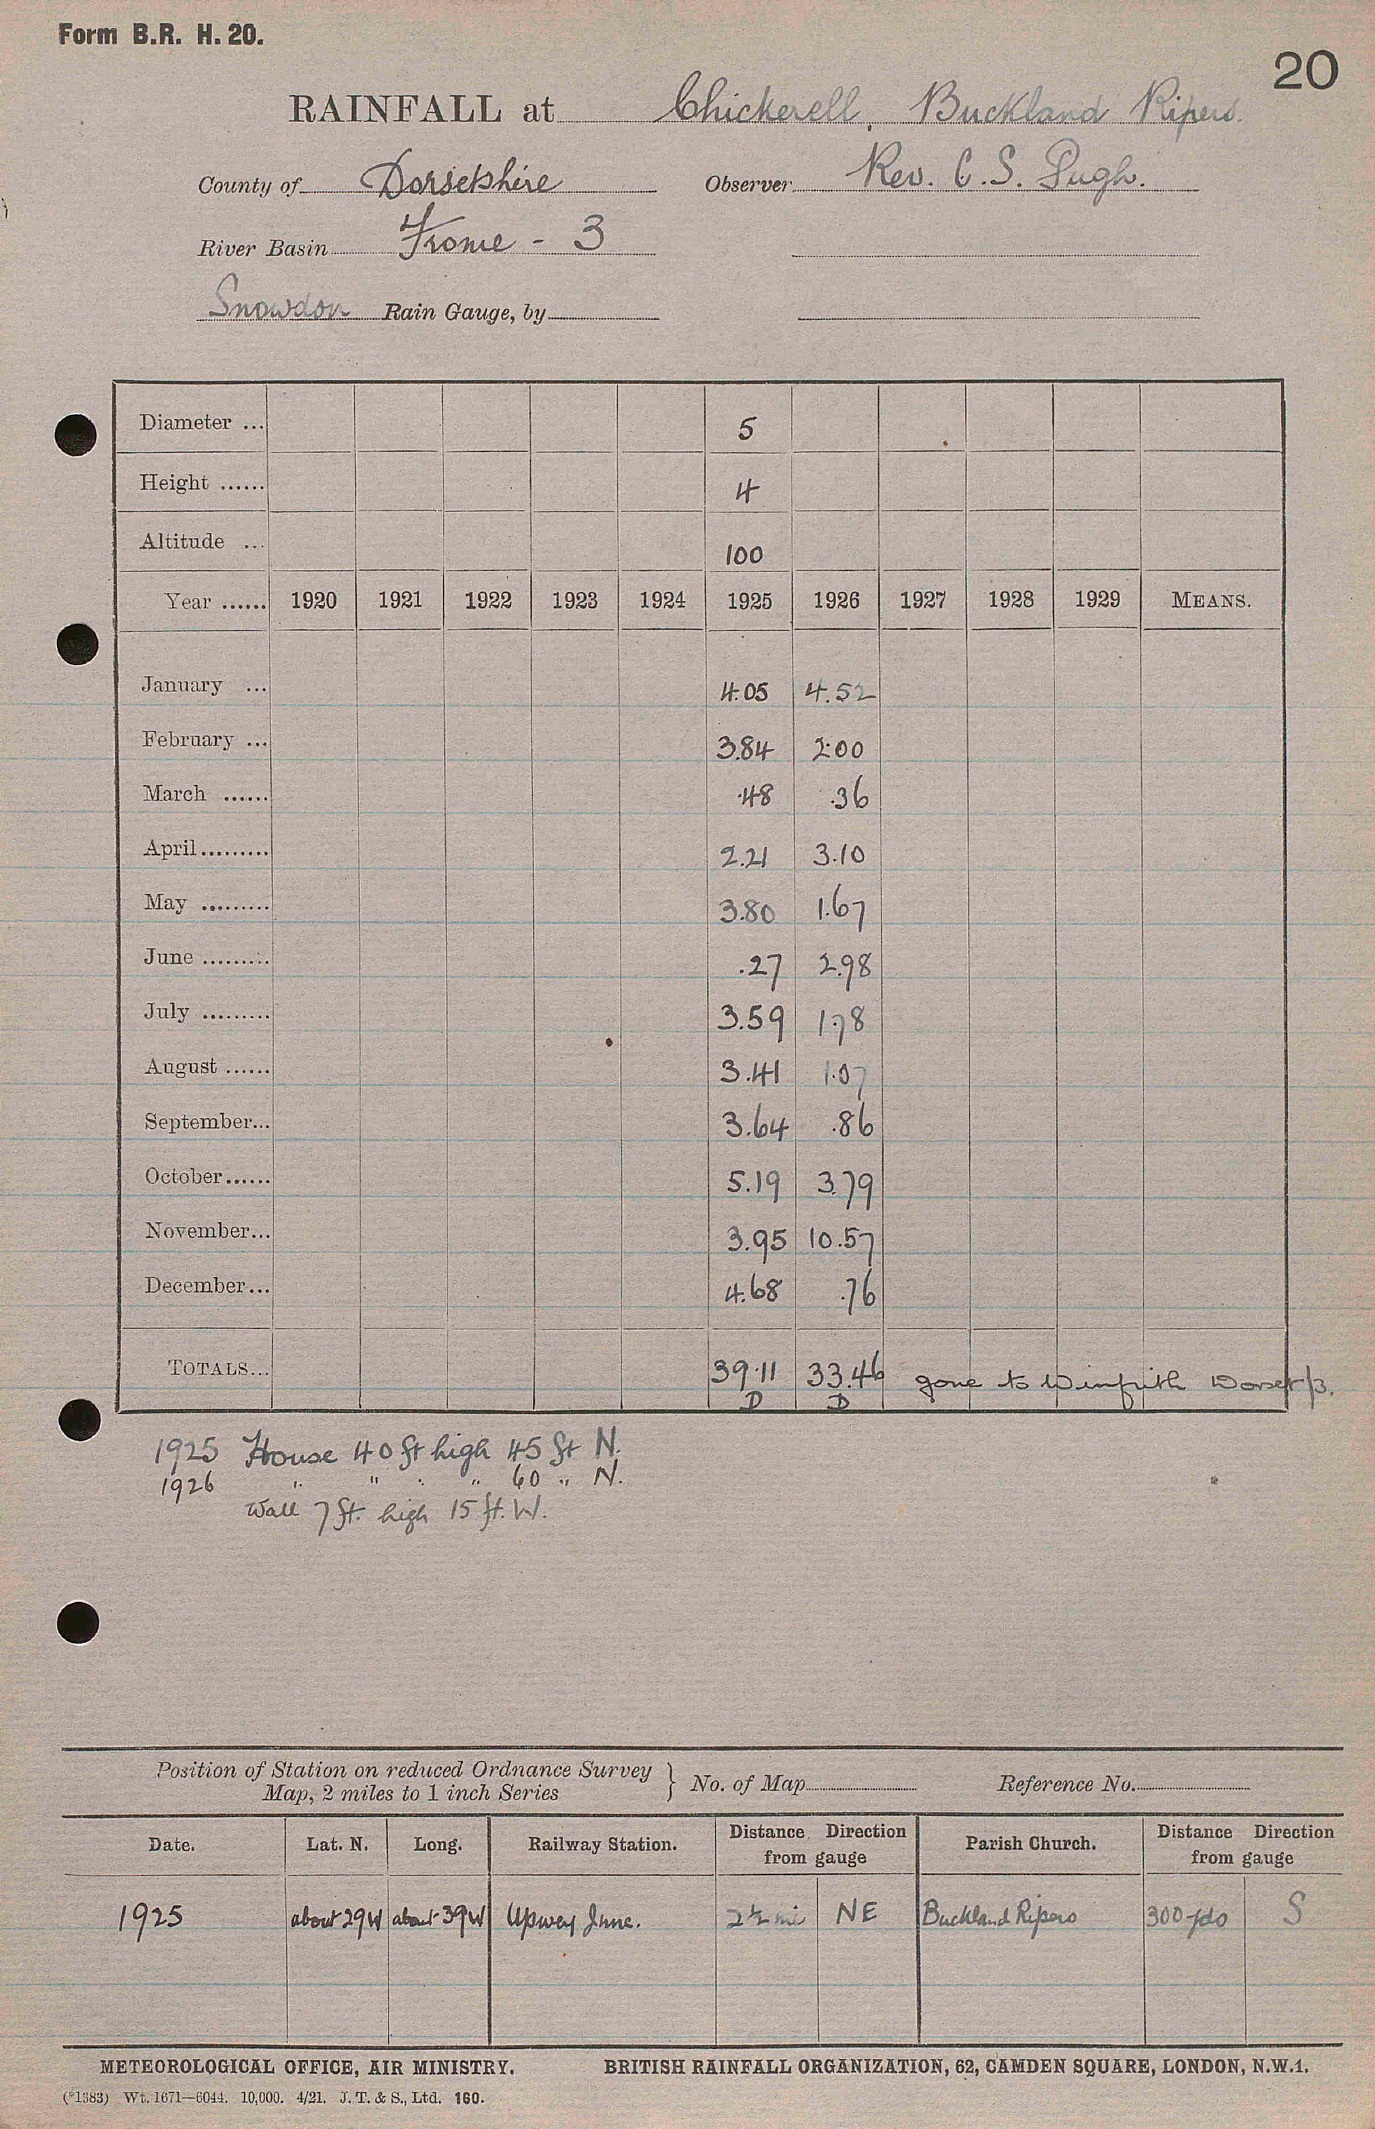 Form B.R. H. 20.
20
RAINFALL at Chickerell, Buckland Ripers.
County of Dorsetshire Observer Rev. C. S. Pugh.
River Basin Frome - 3
Snowdon Rain Gauge, by
Diameter ... 5
Height ...... 4
Altitude ... 100
Year ...... 1920 1921 1922 1923 1924 1925 1926 1927 1928 1929 MEANS.
January ... 4.05 4.52
February ... 3.84 2.00
March ...... .48 .36
April ......... 2.21 3.10
May ......... 3.80 1.67
June ......... .27 2.98
July ......... 3.59 1.78
August ...... 3.41 1.07
September... 3.64 .86
October...... 5.19 3.79
November... 3.95 10.57
December... 4.68 .76
TOTALS... 39.11 33.46 gone to Winfrith Dorset/3.
D D
1925 House 40 ft high 45 ft N.
1926 " " " " 60 " N.
Wall 7 ft. high 15 ft. W.
Position of Station on reduced Ordnance Survey
Map, 2 miles to 1 inch Series } No. of Map Reference No.
Date. Lat. N. Long. Railway Station. Distance Direction from gauge Parish Church. Distance Direction from gauge
1925 about 29W about 39W Upwey Junc. 2½ mi NE Buckland Ripers 300 yds S
METEOROLOGICAL OFFICE, AIR MINISTRY. BRITISH RAINFALL ORGANIZATION, 62, CAMDEN SQUARE, LONDON, N.W.1.
(*1383) Wt. 1671—6044. 10,000. 4/21. J. T. & S., Ltd. 160.